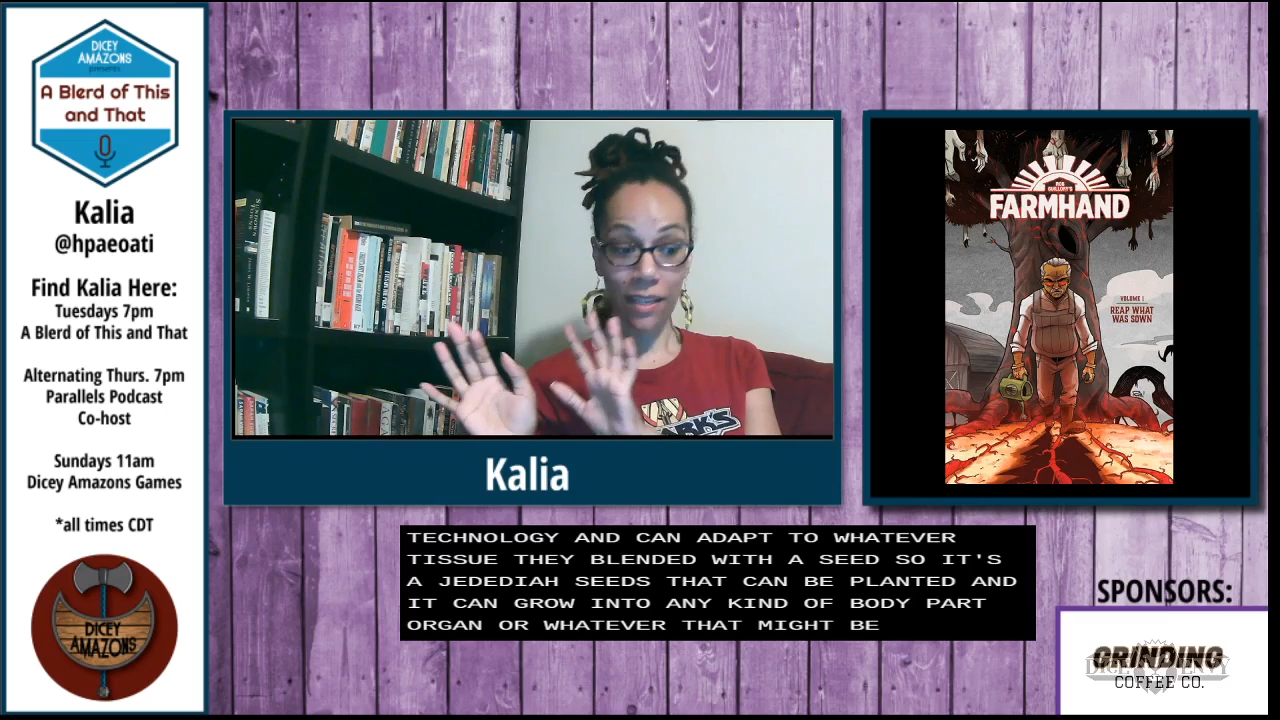 DICEY
AMAZONS
presents
A Blerd of This
and That
Kalia
@hpaeoati
Find Kalia Here:
Tuesdays 7pm
A Blerd of This and That
Alternating Thurs. 7pm
Parallels Podcast
Co-host
Sundays 11am
Dicey Amazons Games
*all times CDT
DICEY
AMAZONS
Kalia
ROB
GUILLORY'S
FARMHAND
VOLUME 1
REAP WHAT
WAS SOWN
TECHNOLOGY AND CAN ADAPT TO WHATEVER
TISSUE THEY BLENDED WITH A SEED SO IT'S
A JEDEDIAH SEEDS THAT CAN BE PLANTED AND
IT CAN GROW INTO ANY KIND OF BODY PART
ORGAN OR WHATEVER THAT MIGHT BE
SPONSORS:
GRINDING
DICE ENVY
COFFEE CO.